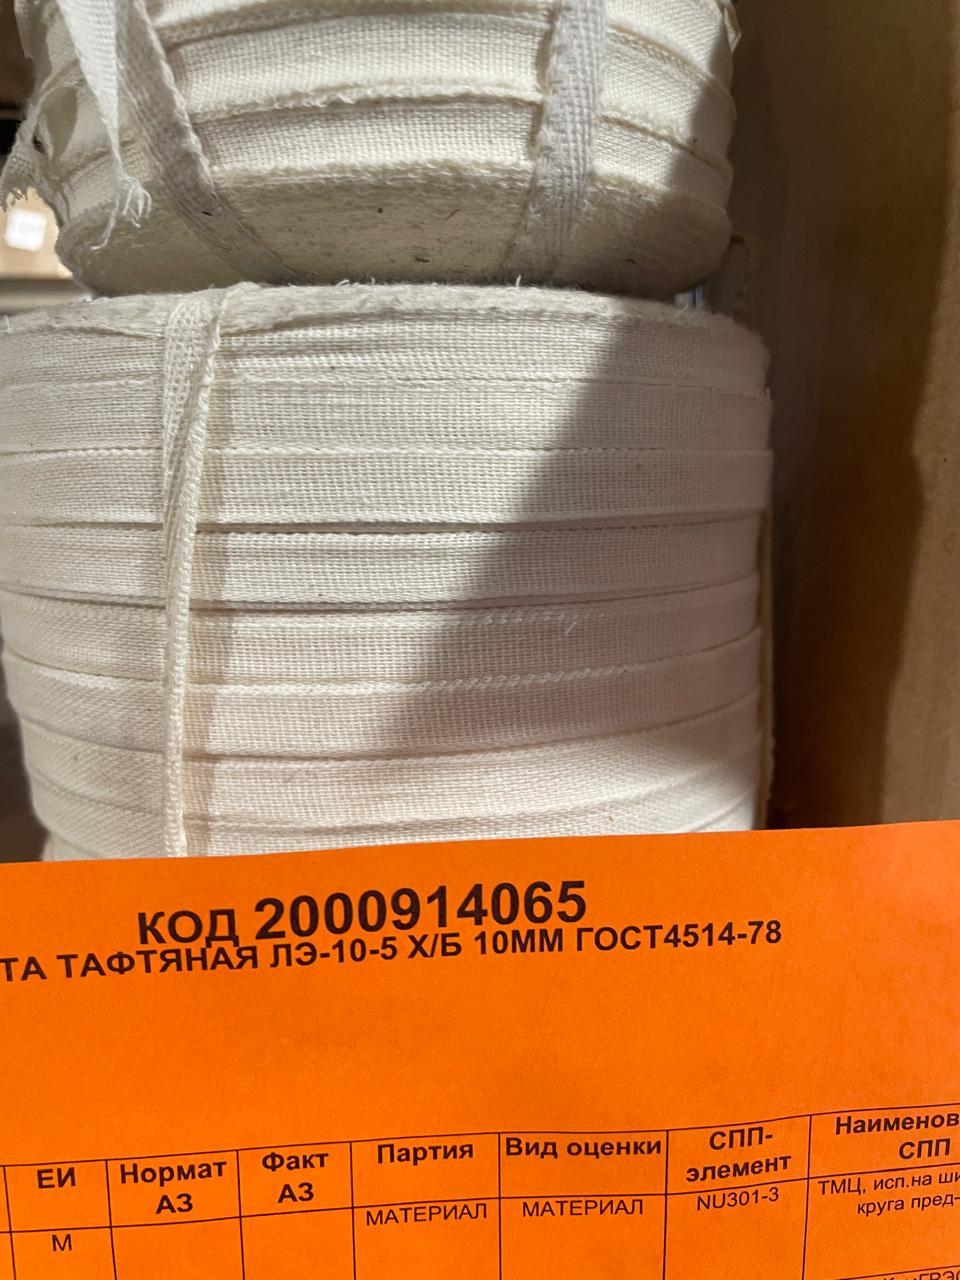 КОД 2000914065
ТА ТАФТЯНАЯ ЛЭ-10-5 Х/Б 10ММ ГОСТ4514-78
ЕИ Нормат АЗ Факт АЗ Партия Вид оценки СПП-элемент Наименов СПП
М МАТЕРИАЛ МАТЕРИАЛ NU301-3 ТМЦ, исп.на ши
круга пред-